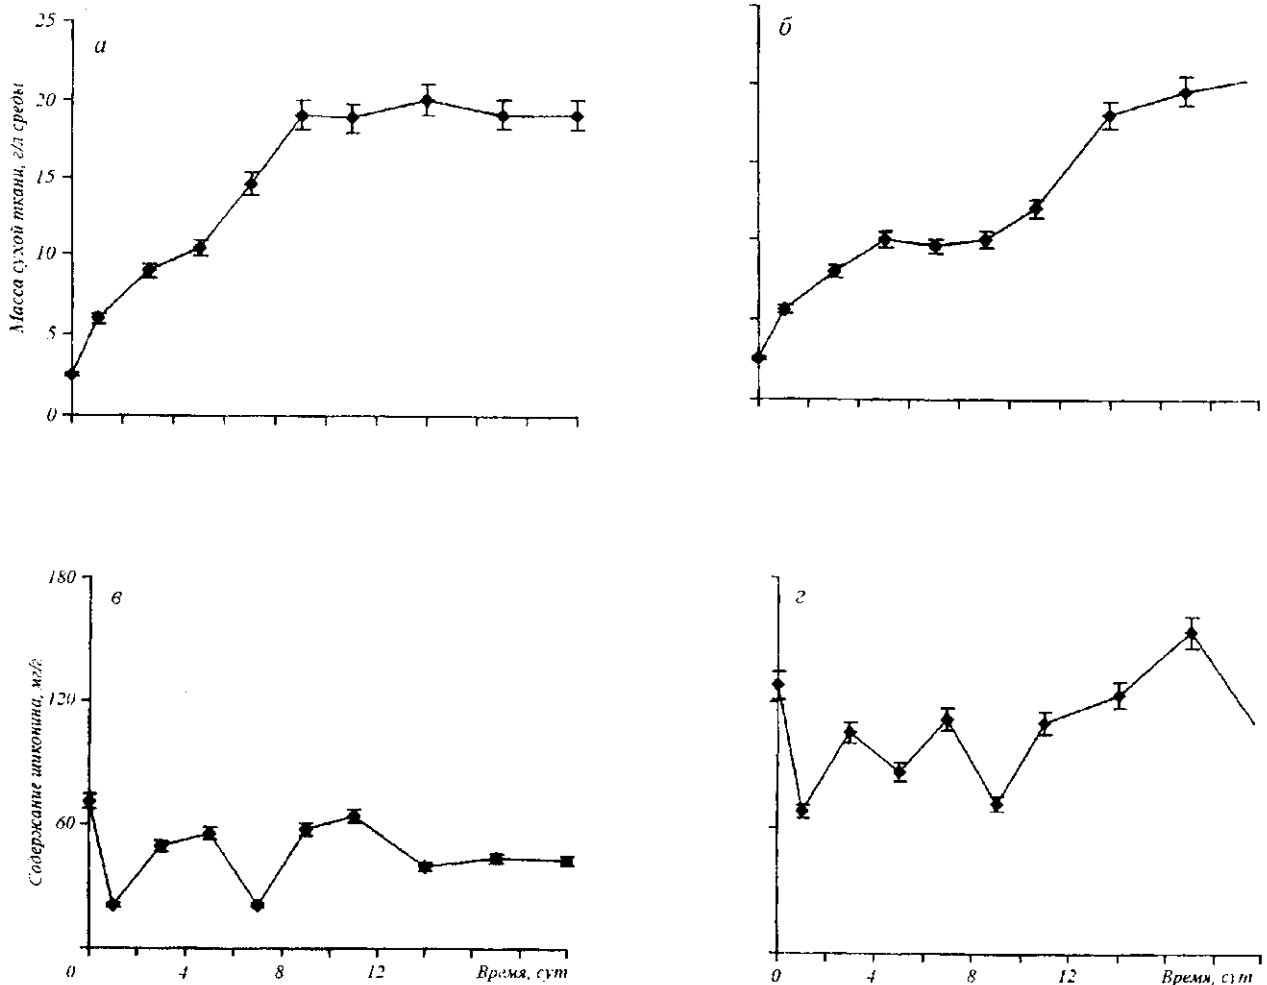 25
а
20
15
10
5
0
Масса сухой ткани, г/л среды
б
180
в
120
60
Содержание шиконина, мг/г
0 4 8 12 Время, сут
г
0 4 8 12 Время, сут